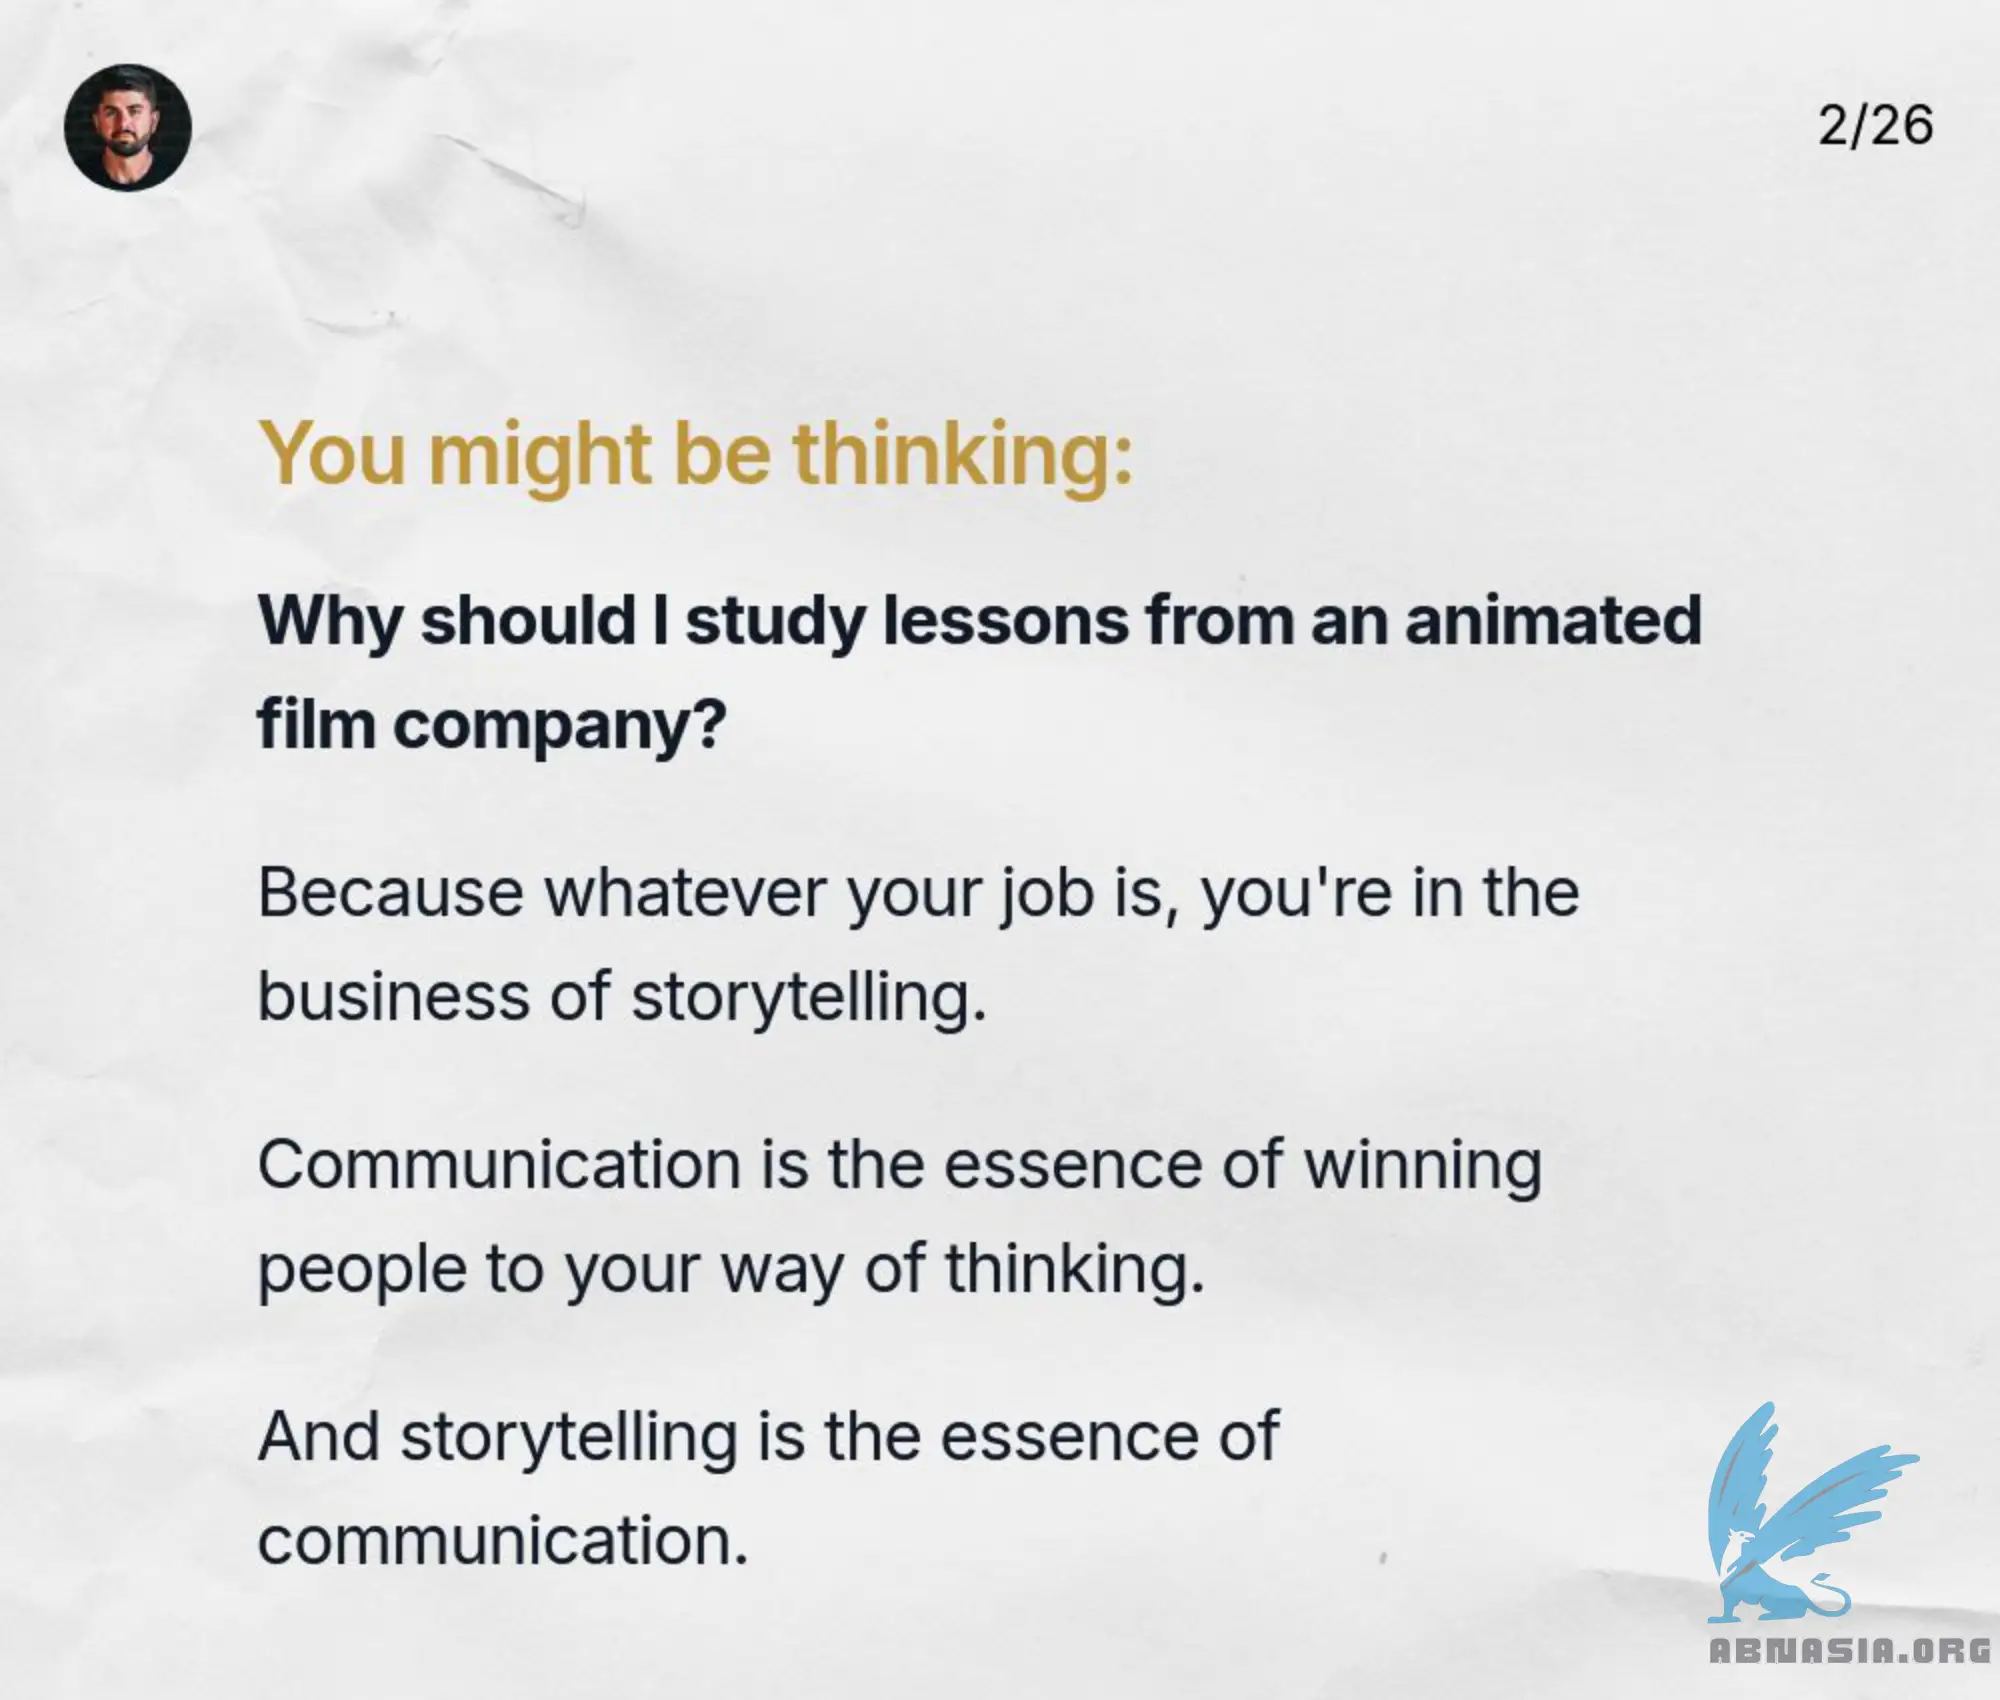 2/26
You might be thinking:
Why should I study lessons from an animated
film company?
Because whatever your job is, you're in the
business of storytelling.
Communication is the essence of winning
people to your way of thinking.
And storytelling is the essence of
communication.
ABNASIA.ORG